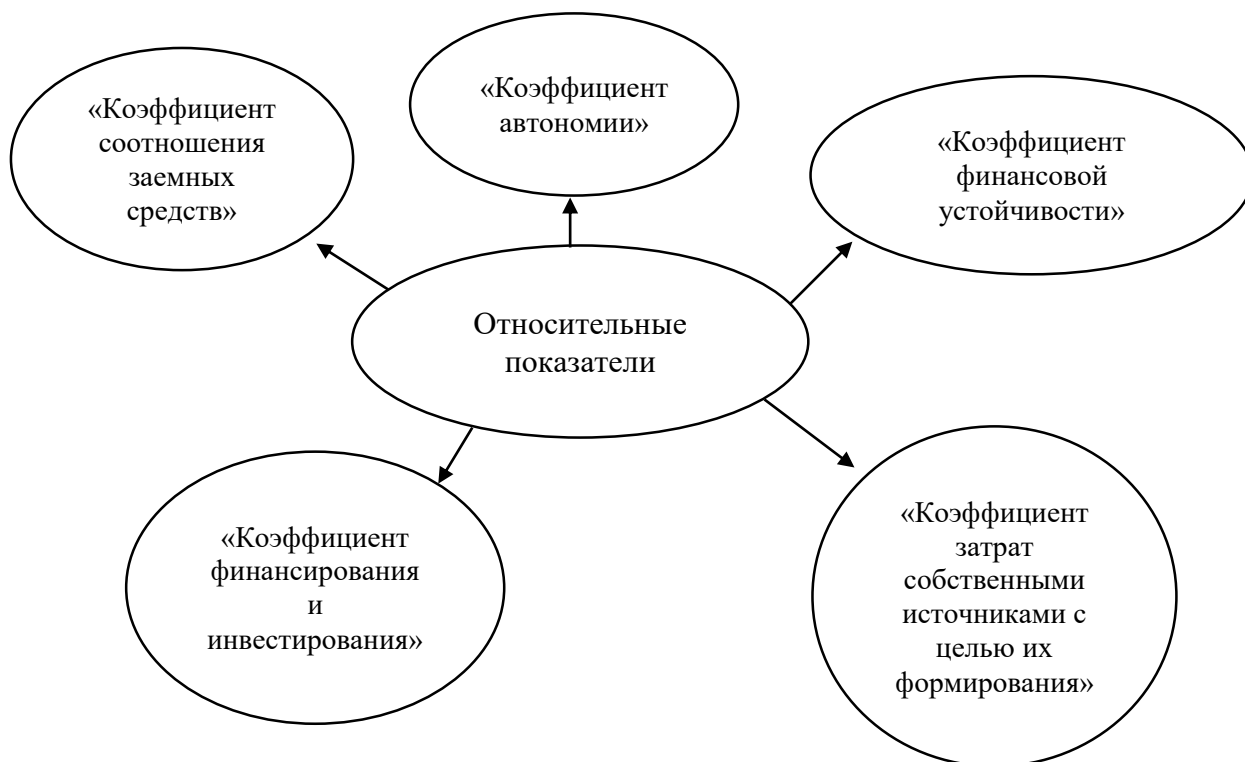 «Коэффициент
соотношения
заемных
средств»
«Коэффициент
автономии»
«Коэффициент
финансовой
устойчивости»
Относительные
показатели
«Коэффициент
финансирования
и
инвестирования»
«Коэффициент
затрат
собственными
источниками с
целью их
формирования»